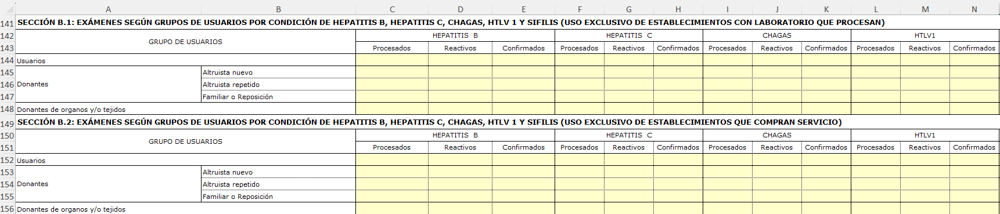 A B C D E F G H I J K L M N
141 SECCIÓN B.1: EXÁMENES SEGÚN GRUPOS DE USUARIOS POR CONDICIÓN DE HEPATITIS B, HEPATITIS C, CHAGAS, HTLV 1 Y SIFILIS (USO EXCLUSIVO DE ESTABLECIMIENTOS CON LABORATORIO QUE PROCESAN)
142 GRUPO DE USUARIOS HEPATITIS B HEPATITIS C CHAGAS HTLV1
143 Procesados Reactivos Confirmados Procesados Reactivos Confirmados Procesados Reactivos Confirmados Procesados Reactivos Confirmados
144 Usuarios
145 Altruista nuevo
146 Donantes Altruista repetido
147 Familiar o Reposición
148 Donantes de organos y/o tejidos
149 SECCIÓN B.2: EXÁMENES SEGÚN GRUPOS DE USUARIOS POR CONDICIÓN DE HEPATITIS B, HEPATITIS C, CHAGAS, HTLV 1 Y SIFILIS (USO EXCLUSIVO DE ESTABLECIMIENTOS QUE COMPRAN SERVICIO)
150 GRUPO DE USUARIOS HEPATITIS B HEPATITIS C CHAGAS HTLV1
151 Procesados Reactivos Confirmados Procesados Reactivos Confirmados Procesados Reactivos Confirmados Procesados Reactivos Confirmados
152 Usuarios
153 Altruista nuevo
154 Donantes Altruista repetido
155 Familiar o Reposición
156 Donantes de organos y/o tejidos